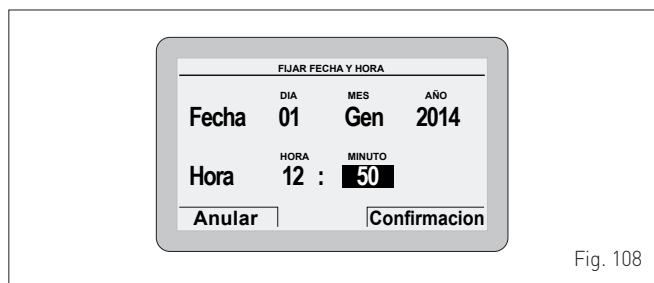 FIJAR FECHA Y HORA
DIA MES AÑO
Fecha 01 Gen 2014
HORA MINUTO
Hora 12 : 50
Anular Confirmacion
Fig. 108